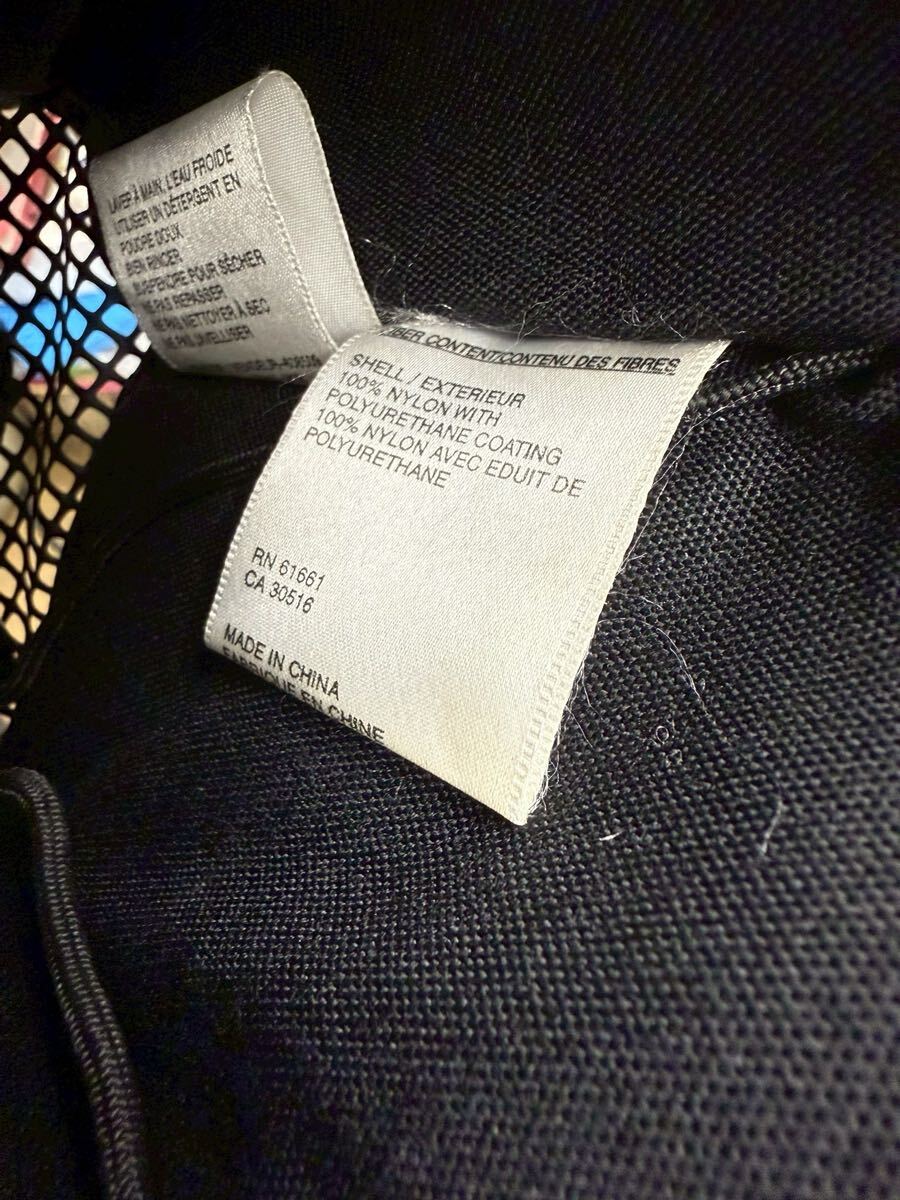 LAVER À MAIN, L'EAU FROIDE
UTILISER UN DÉTERGENT EN
POUDRE DOUX
BIEN RINCER
SUSPENDRE POUR SÉCHER
NE PAS REPASSER
NE PAS NETTOYER À SEC
NE PAS
FIBER CONTENT/CONTENU DES FIBRES
SHELL / EXTERIEUR
100% NYLON WITH
POLYURETHANE COATING
100% NYLON AVEC EDUIT DE
POLYURETHANE
RN 61661
CA 30516
MADE IN CHINA
FABRIQUE EN CHINE